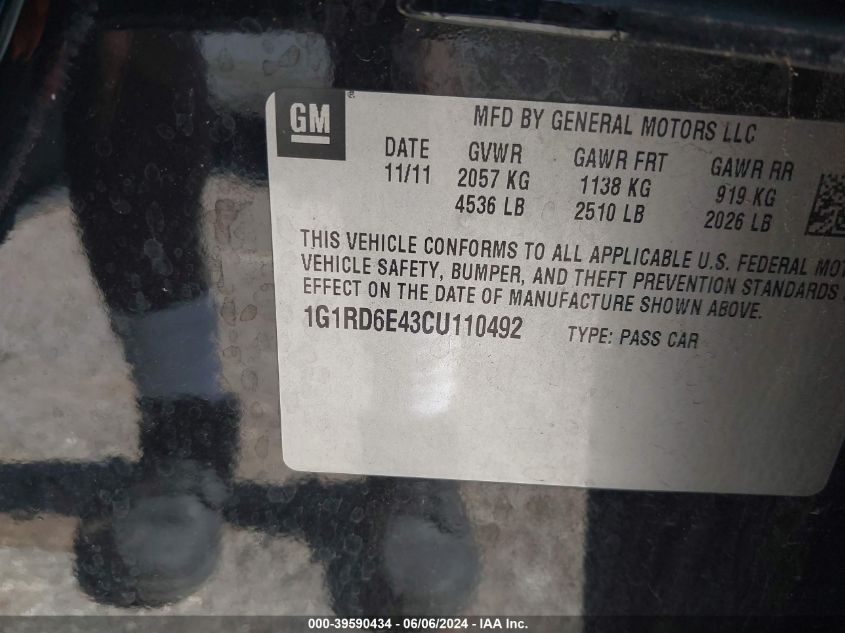 GM
MFD BY GENERAL MOTORS LLC
DATE GVWR GAWR FRT GAWR RR
11/11 2057 KG 1138 KG 919 KG
4536 LB 2510 LB 2026 LB
THIS VEHICLE CONFORMS TO ALL APPLICABLE U.S. FEDERAL MOT
VEHICLE SAFETY, BUMPER, AND THEFT PREVENTION STANDARDS
EFFECT ON THE DATE OF MANUFACTURE SHOWN ABOVE.
1G1RD6E43CU110492 TYPE: PASS CAR
000-39590434 - 06/06/2024 - IAA Inc.